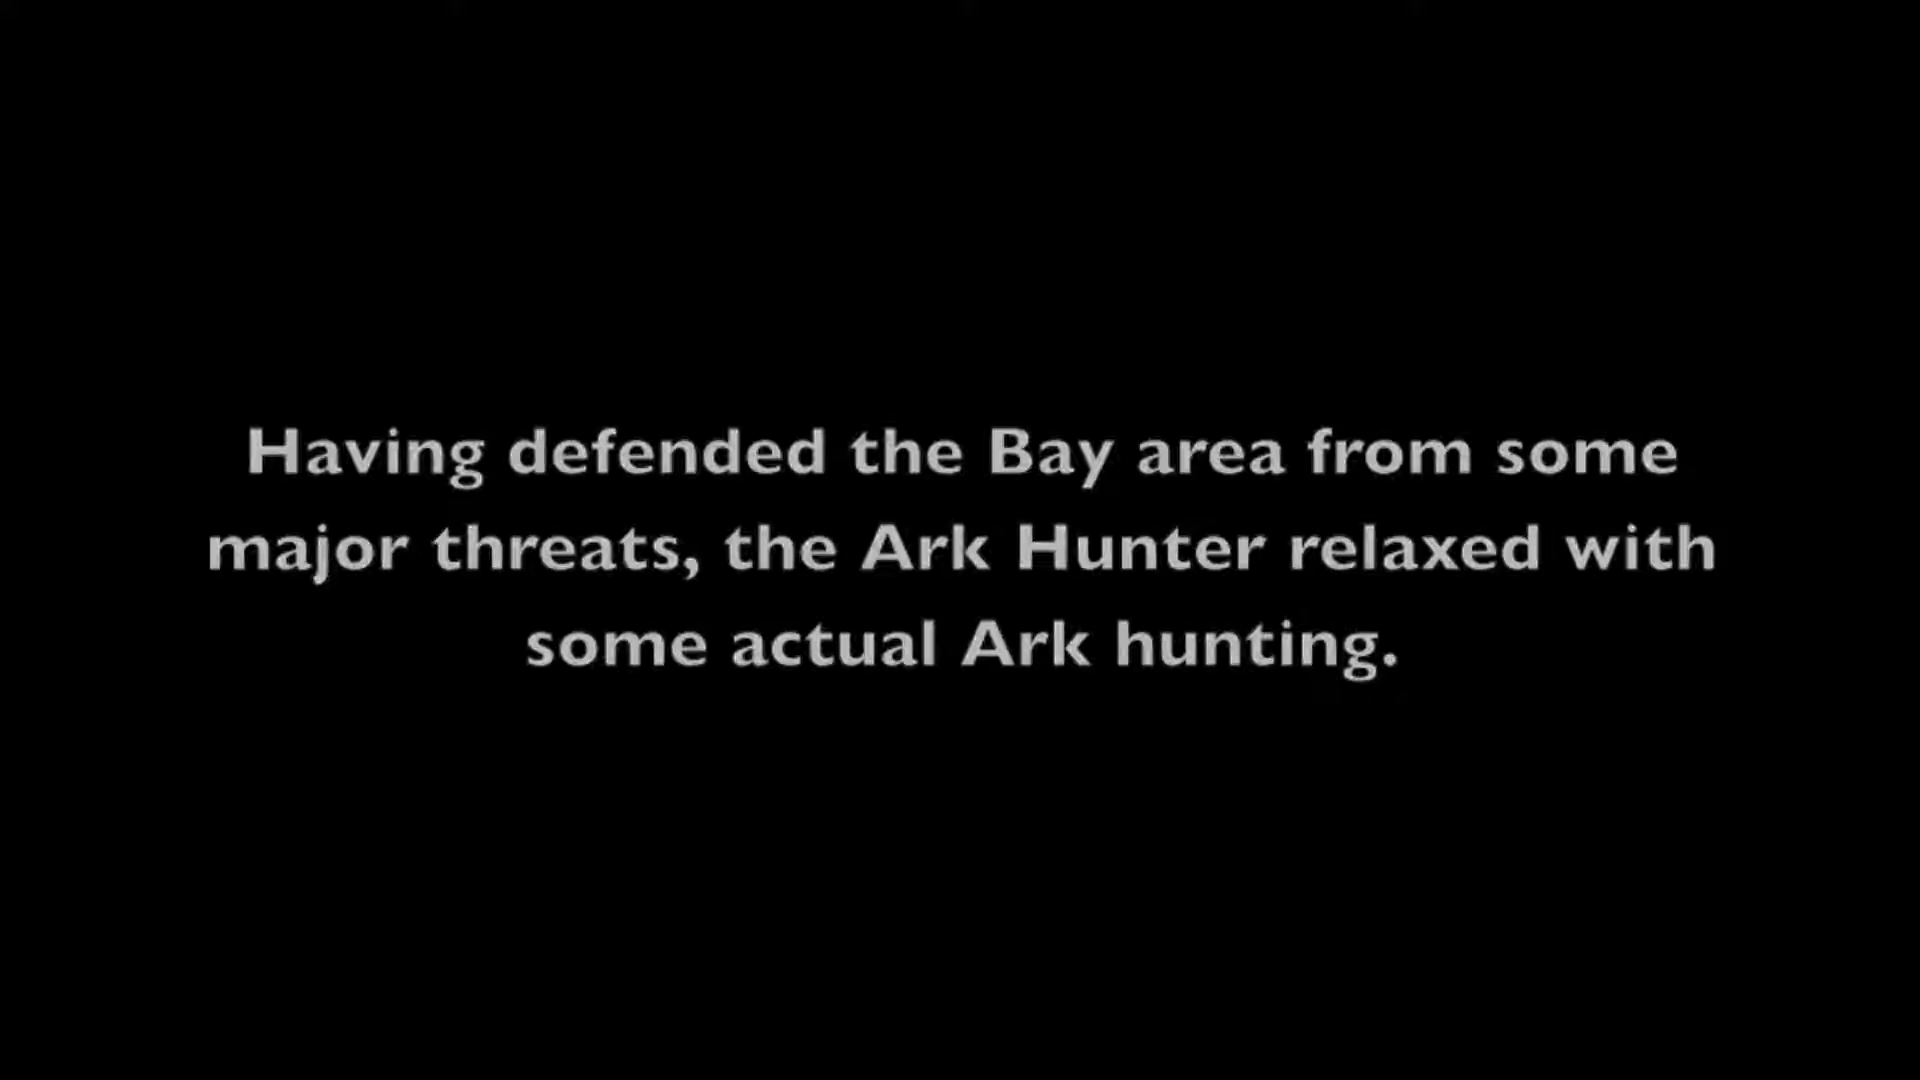 Having defended the Bay area from some
major threats, the Ark Hunter relaxed with
some actual Ark hunting.